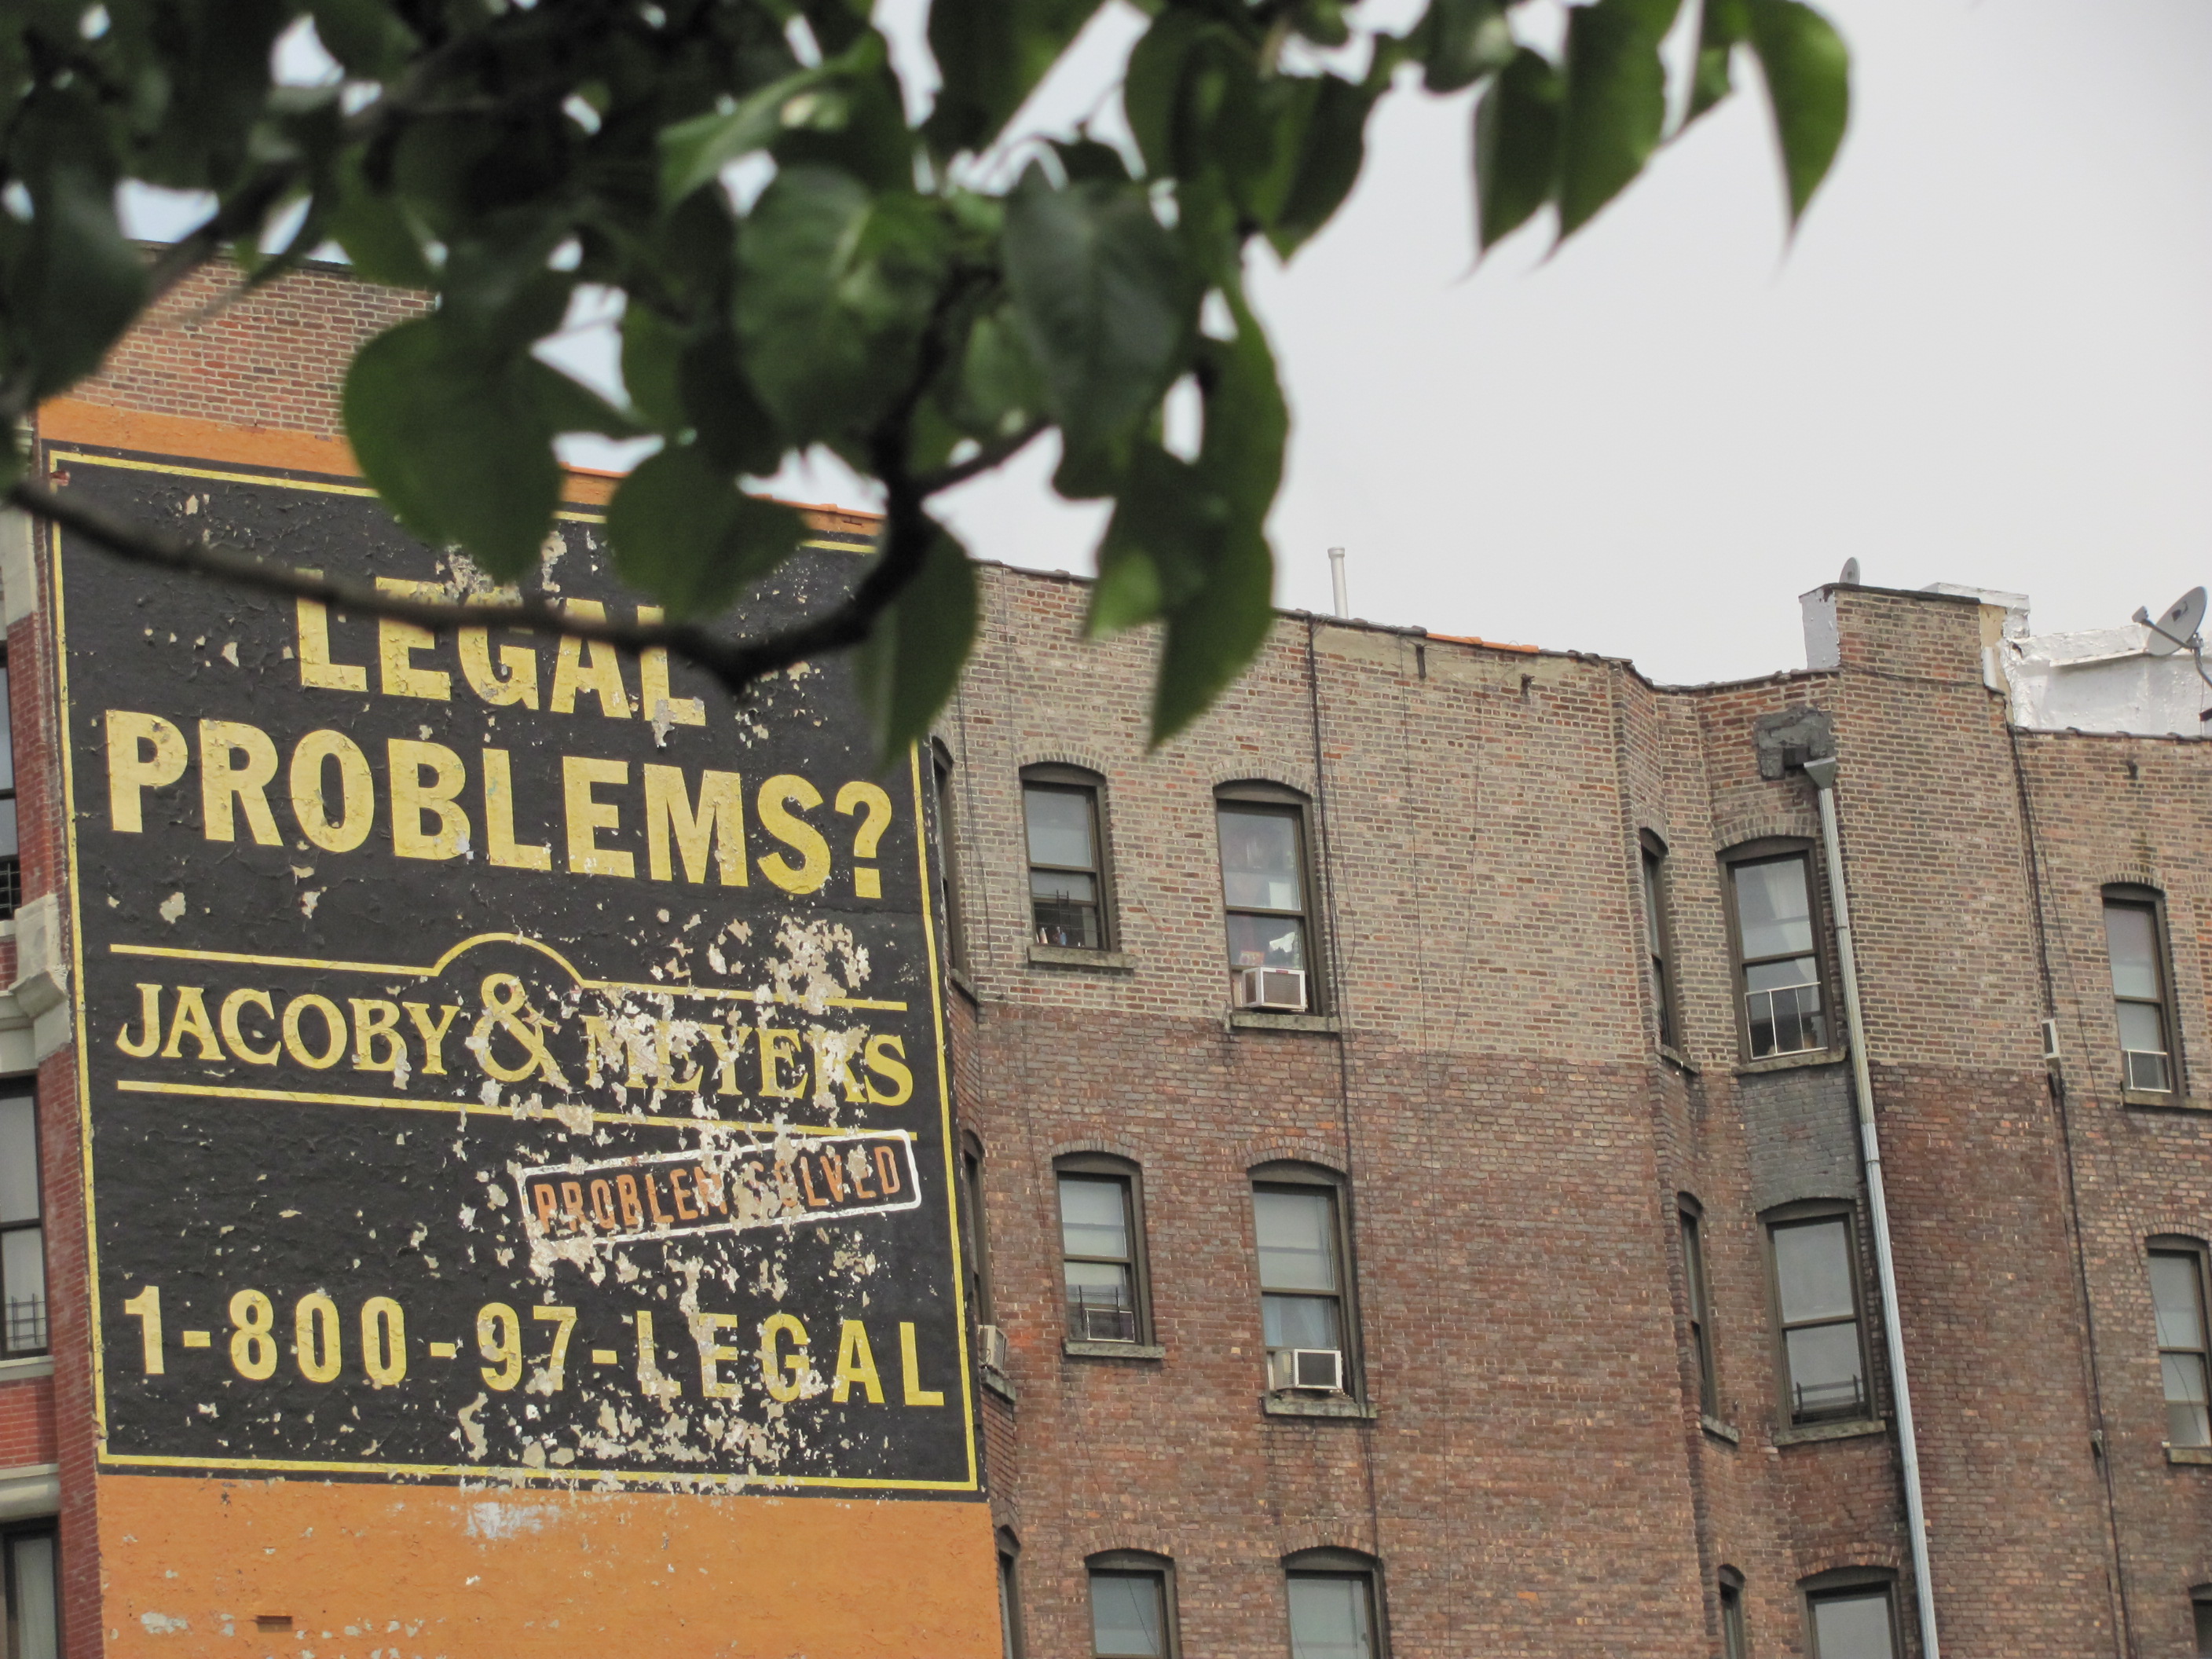 LEGAL
PROBLEMS?
JACOBY & MEYERS
PROBLEM SOLVED
1-800-97-LEGAL